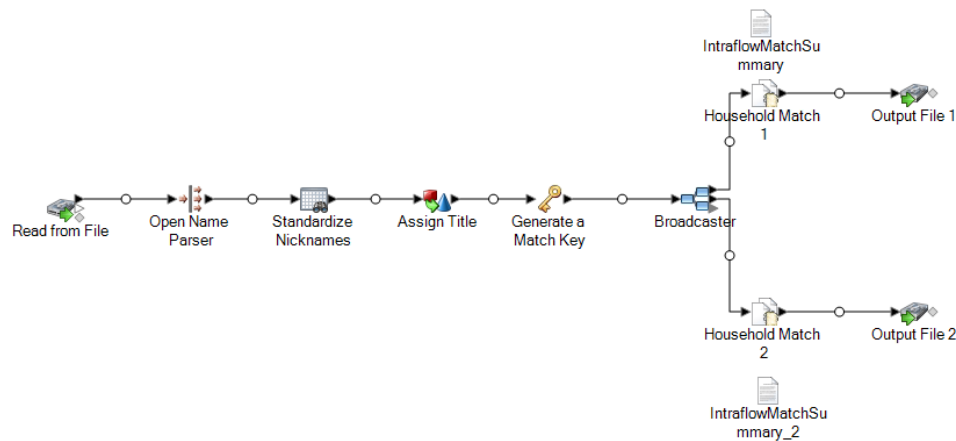 IntraflowMatchSu
mmary
Household Match
1
Output File 1
Read from File
Open Name
Parser
Standardize
Nicknames
Assign Title
Generate a
Match Key
Broadcaster
Household Match
2
Output File 2
IntraflowMatchSu
mmary_2